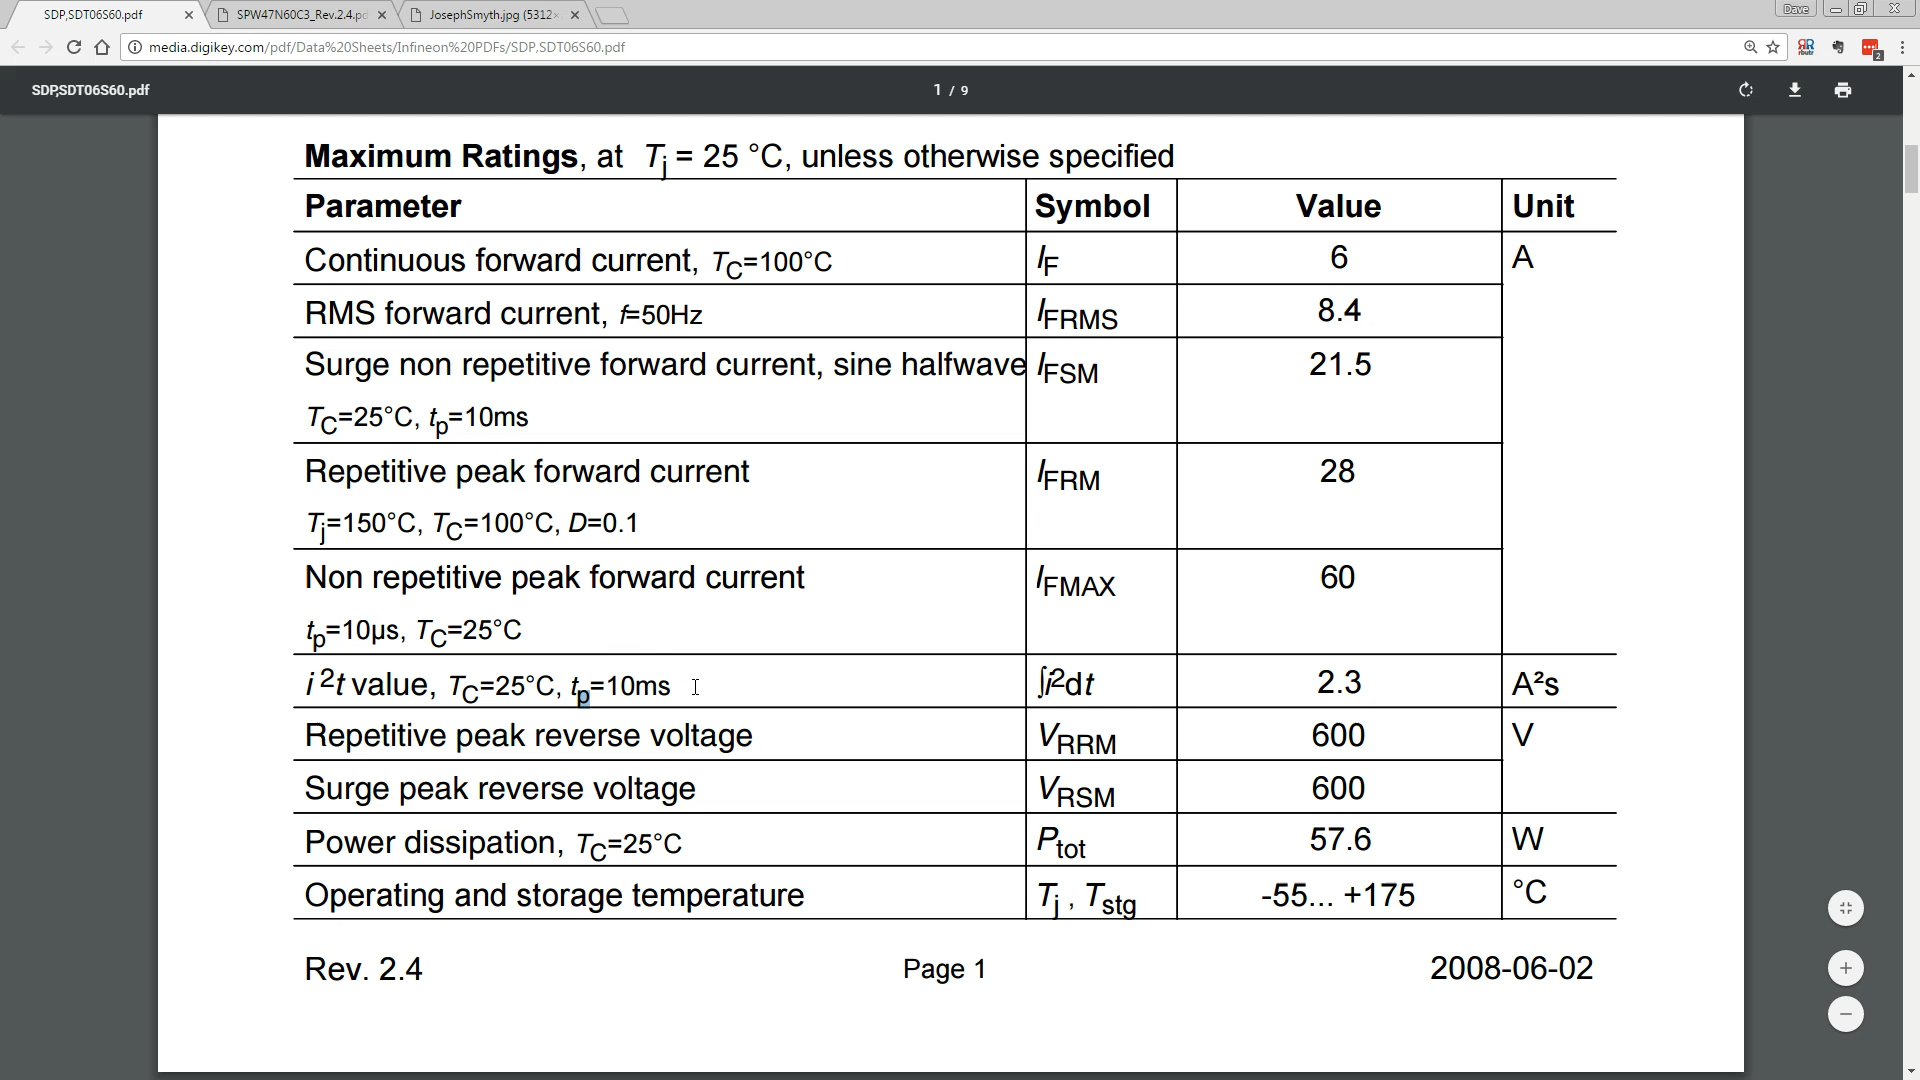 SDP,SDT06S60.pdf
SPW47N60C3_Rev.2.4.pd
JosephSmyth.jpg (5312×
Dave
media.digikey.com/pdf/Data%20Sheets/Infineon%20PDFs/SDP,SDT06S60.pdf
RR
rbutr
2
SDP,SDT06S60.pdf
1 / 9
Maximum Ratings, at Tj = 25 °C, unless otherwise specified
Parameter Symbol Value Unit
Continuous forward current, TC=100°C IF 6 A
RMS forward current, f=50Hz IFRMS 8.4
Surge non repetitive forward current, sine halfwave IFSM 21.5
TC=25°C, tp=10ms
Repetitive peak forward current IFRM 28
Tj=150°C, TC=100°C, D=0.1
Non repetitive peak forward current IFMAX 60
tp=10µs, TC=25°C
i 2t value, TC=25°C, tp=10ms ∫i2dt 2.3 A²s
Repetitive peak reverse voltage VRRM 600 V
Surge peak reverse voltage VRSM 600
Power dissipation, TC=25°C Ptot 57.6 W
Operating and storage temperature Tj , Tstg -55... +175 °C
Rev. 2.4 Page 1 2008-06-02